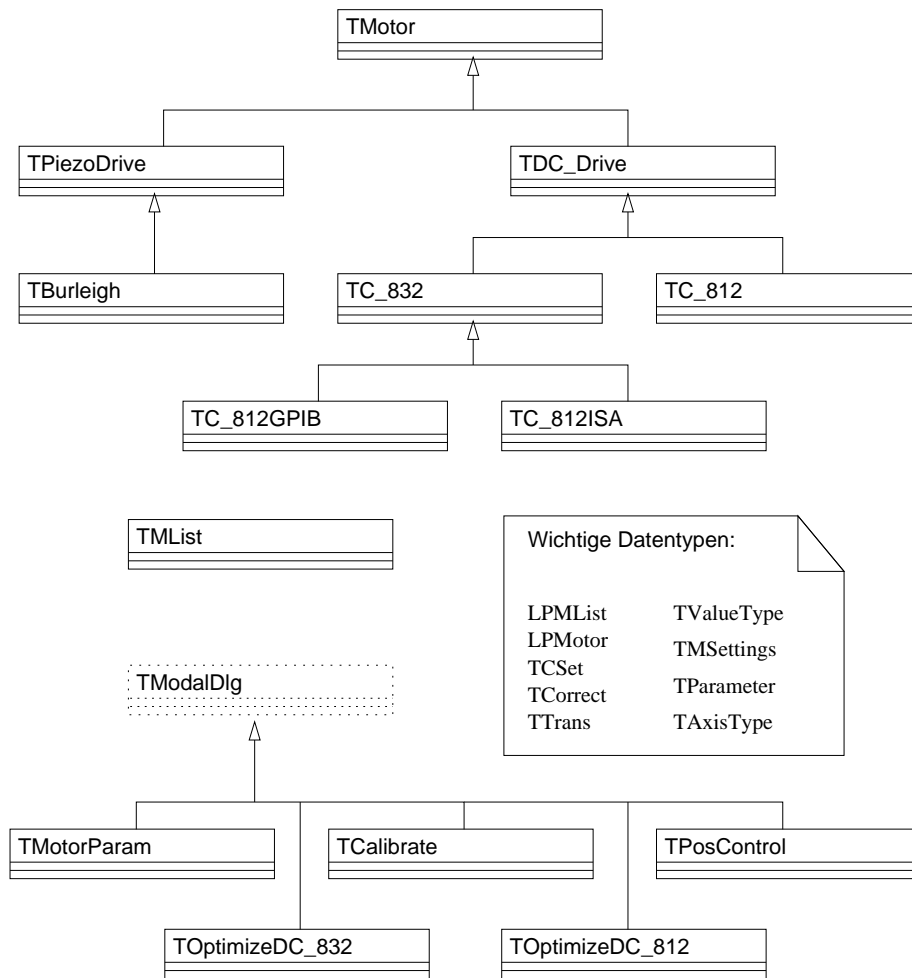 TMotor
TPiezoDrive
TDC_Drive
TBurleigh
TC_832
TC_812
TC_812GPIB
TC_812ISA
TMList
Wichtige Datentypen:
LPMList
LPMotor
TCSet
TCorrect
TTrans
TValueType
TMSettings
TParameter
TAxisType
TModalDlg
TMotorParam
TCalibrate
TPosControl
TOptimizeDC_832
TOptimizeDC_812